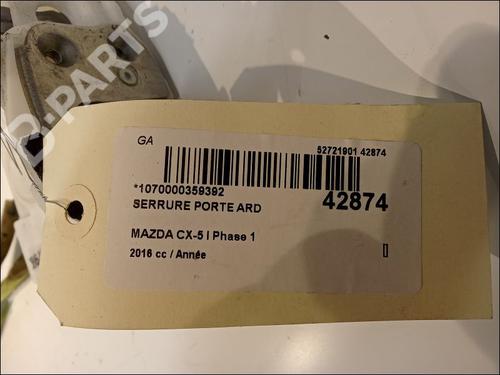 B-PARTS
GA
52721901 42874
*1070000359392
SERRURE PORTE ARD
42874
MAZDA CX-5 I Phase 1
2016 cc / Année